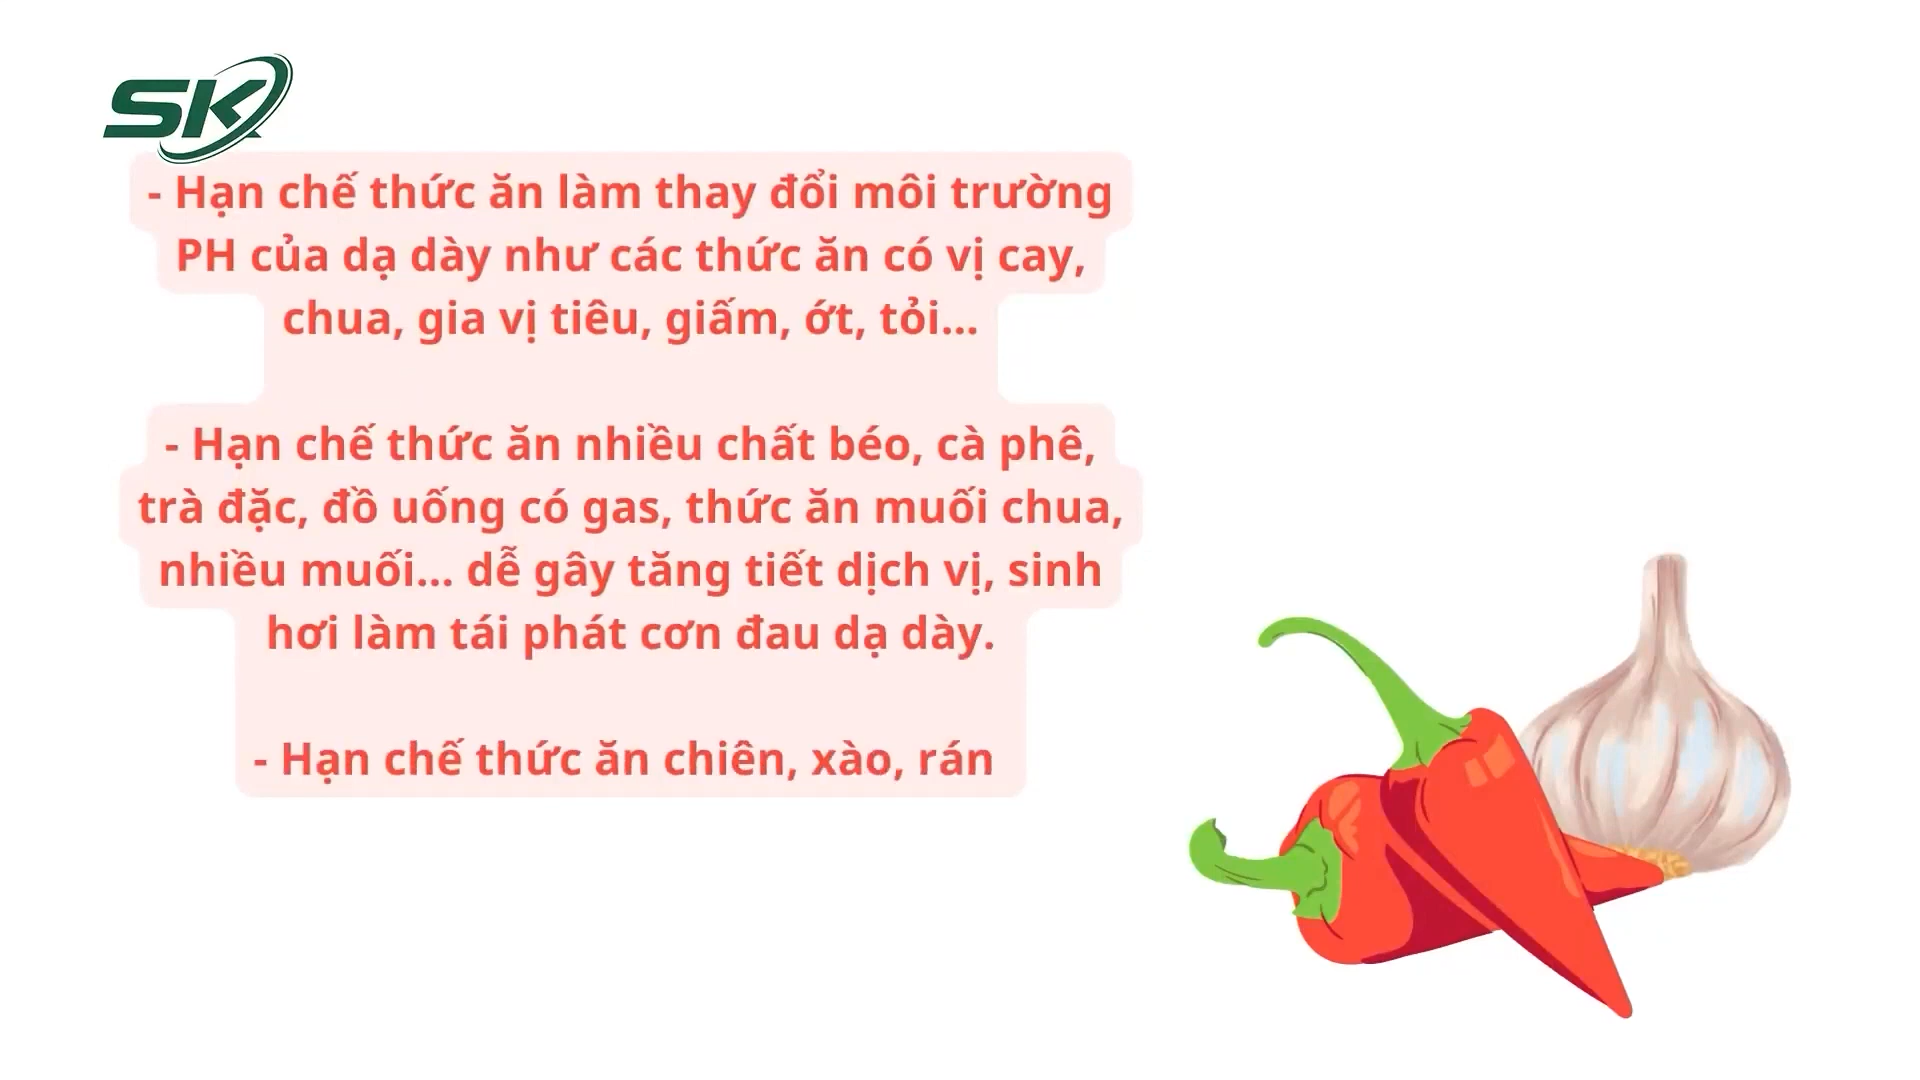 SK
- Hạn chế thức ăn làm thay đổi môi trường
PH của dạ dày như các thức ăn có vị cay,
chua, gia vị tiêu, giấm, ớt, tỏi...
- Hạn chế thức ăn nhiều chất béo, cà phê,
trà đặc, đồ uống có gas, thức ăn muối chua,
nhiều muối... dễ gây tăng tiết dịch vị, sinh
hơi làm tái phát cơn đau dạ dày.
- Hạn chế thức ăn chiên, xào, rán